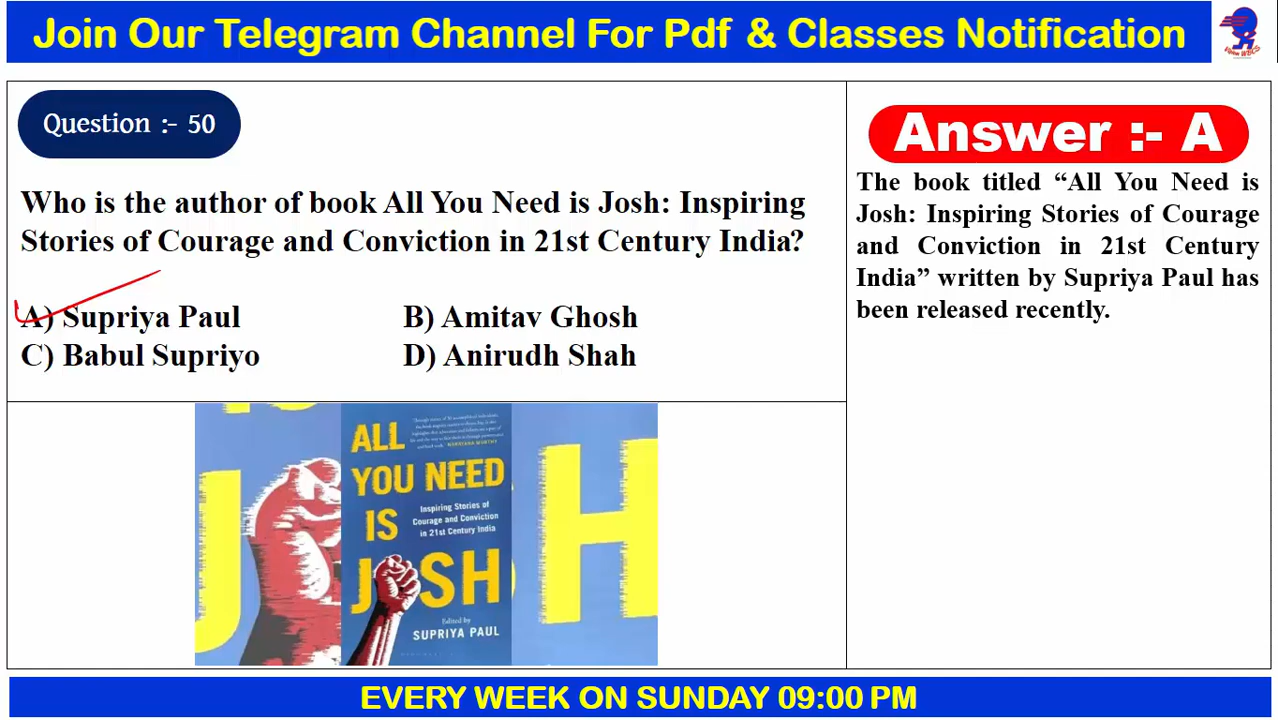 Join Our Telegram Channel For Pdf & Classes Notification
Question :- 50
Who is the author of book All You Need is Josh: Inspiring
Stories of Courage and Conviction in 21st Century India?
A) Supriya Paul
B) Amitav Ghosh
C) Babul Supriyo
D) Anirudh Shah
Answer :- A
The book titled “All You Need is
Josh: Inspiring Stories of Courage
and Conviction in 21st Century
India” written by Supriya Paul has
been released recently.
ALL
YOU NEED
IS
JOSH
Inspiring Stories of
Courage and Conviction
in 21st Century India
Edited by
SUPRIYA PAUL
J
H
EVERY WEEK ON SUNDAY 09:00 PM